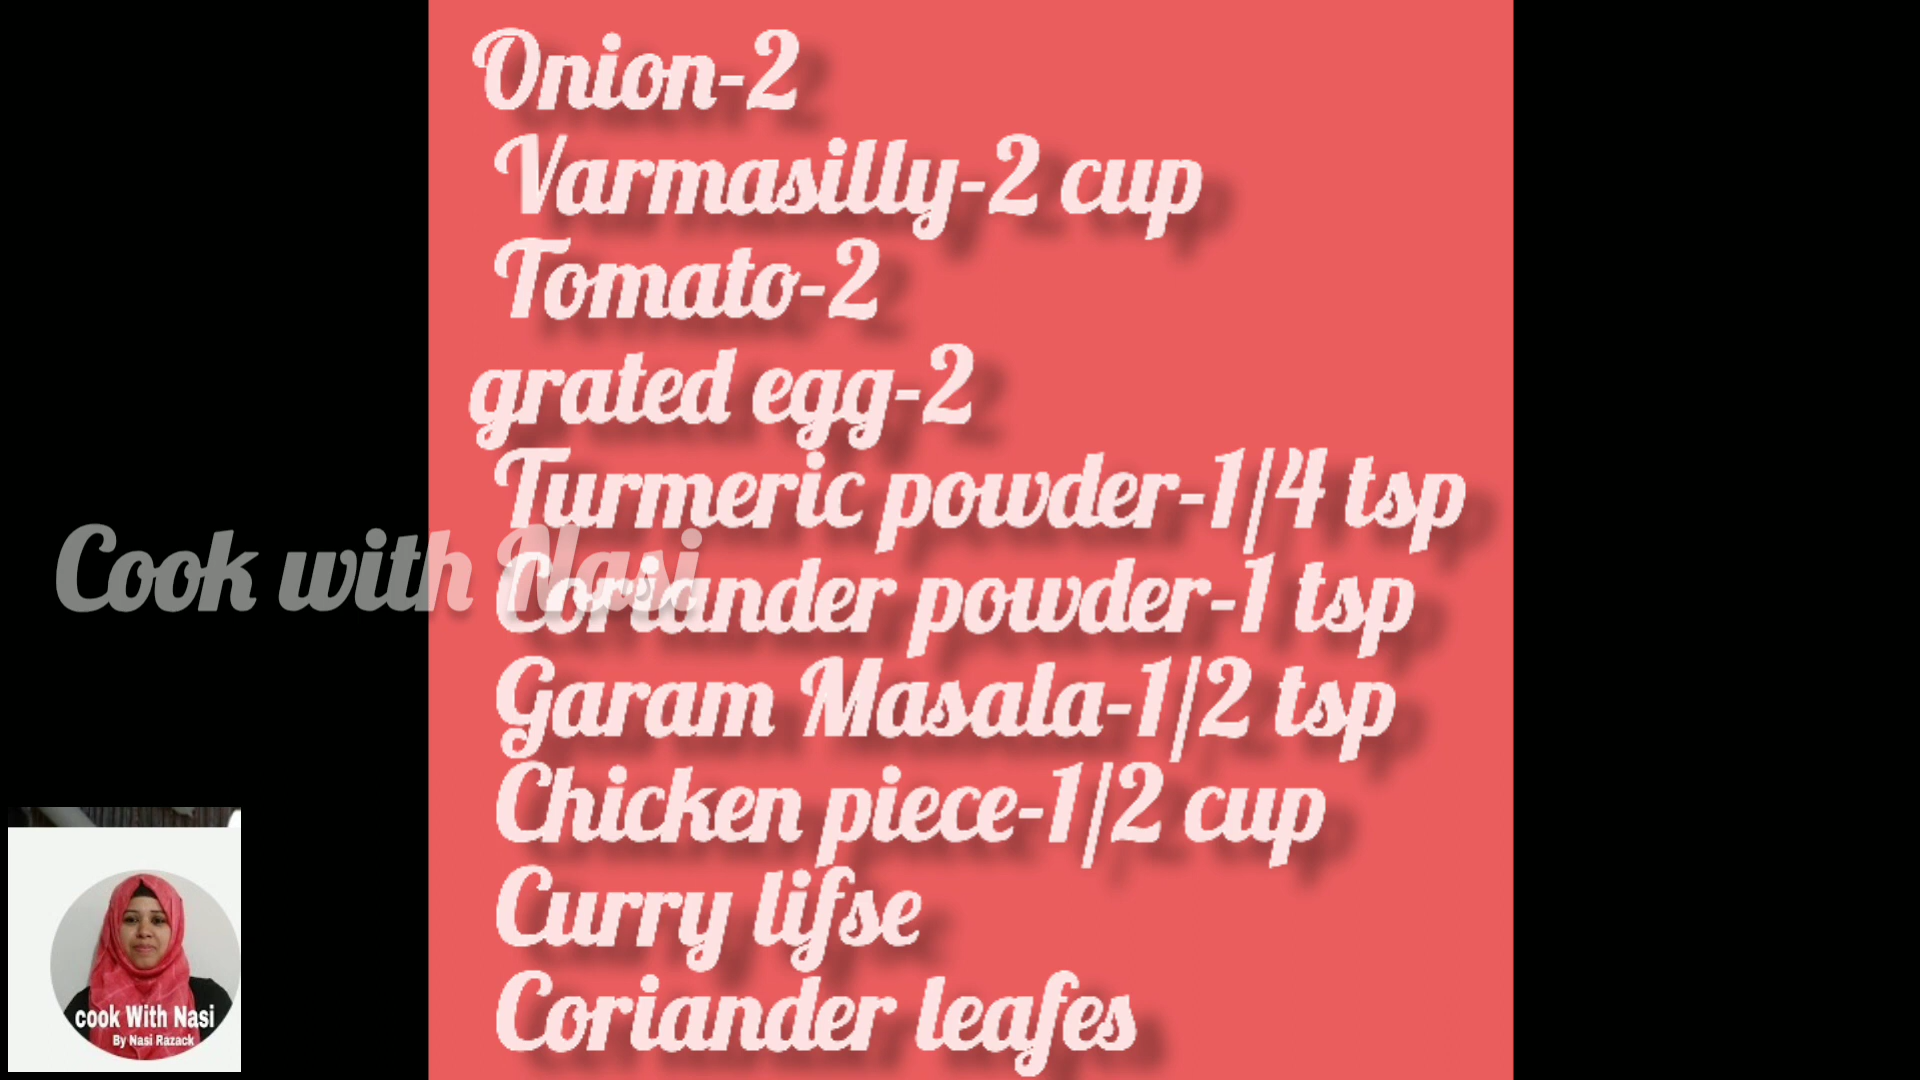 Onion-2
Varmasilly-2 cup
Tomato-2
grated egg-2
Turmeric powder-1/4 tsp
Cook with Nasi
Coriander powder-1 tsp
Garam Masala-1/2 tsp
Chicken piece-1/2 cup
Curry lifse
Coriander leafes
cook With Nasi
By Nasi Razack